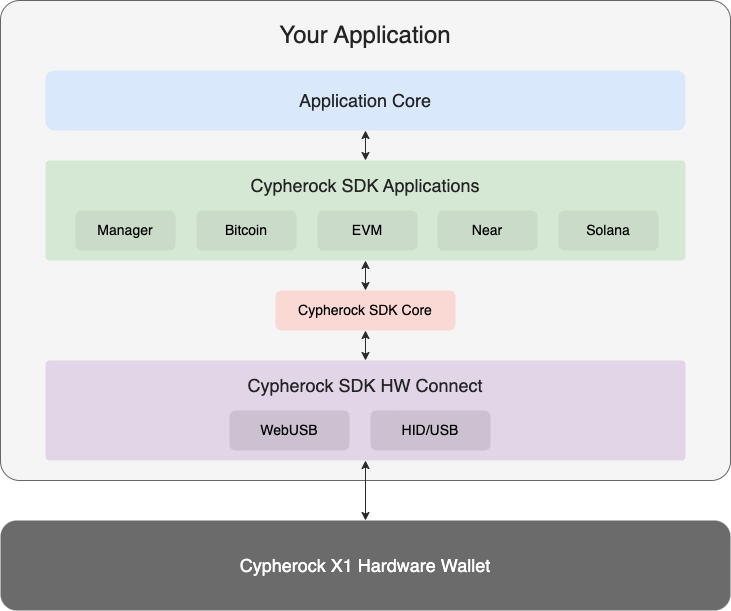 Your Application
Application Core
Cypherock SDK Applications
Manager
Bitcoin
EVM
Near
Solana
Cypherock SDK Core
Cypherock SDK HW Connect
WebUSB
HID/USB
Cypherock X1 Hardware Wallet